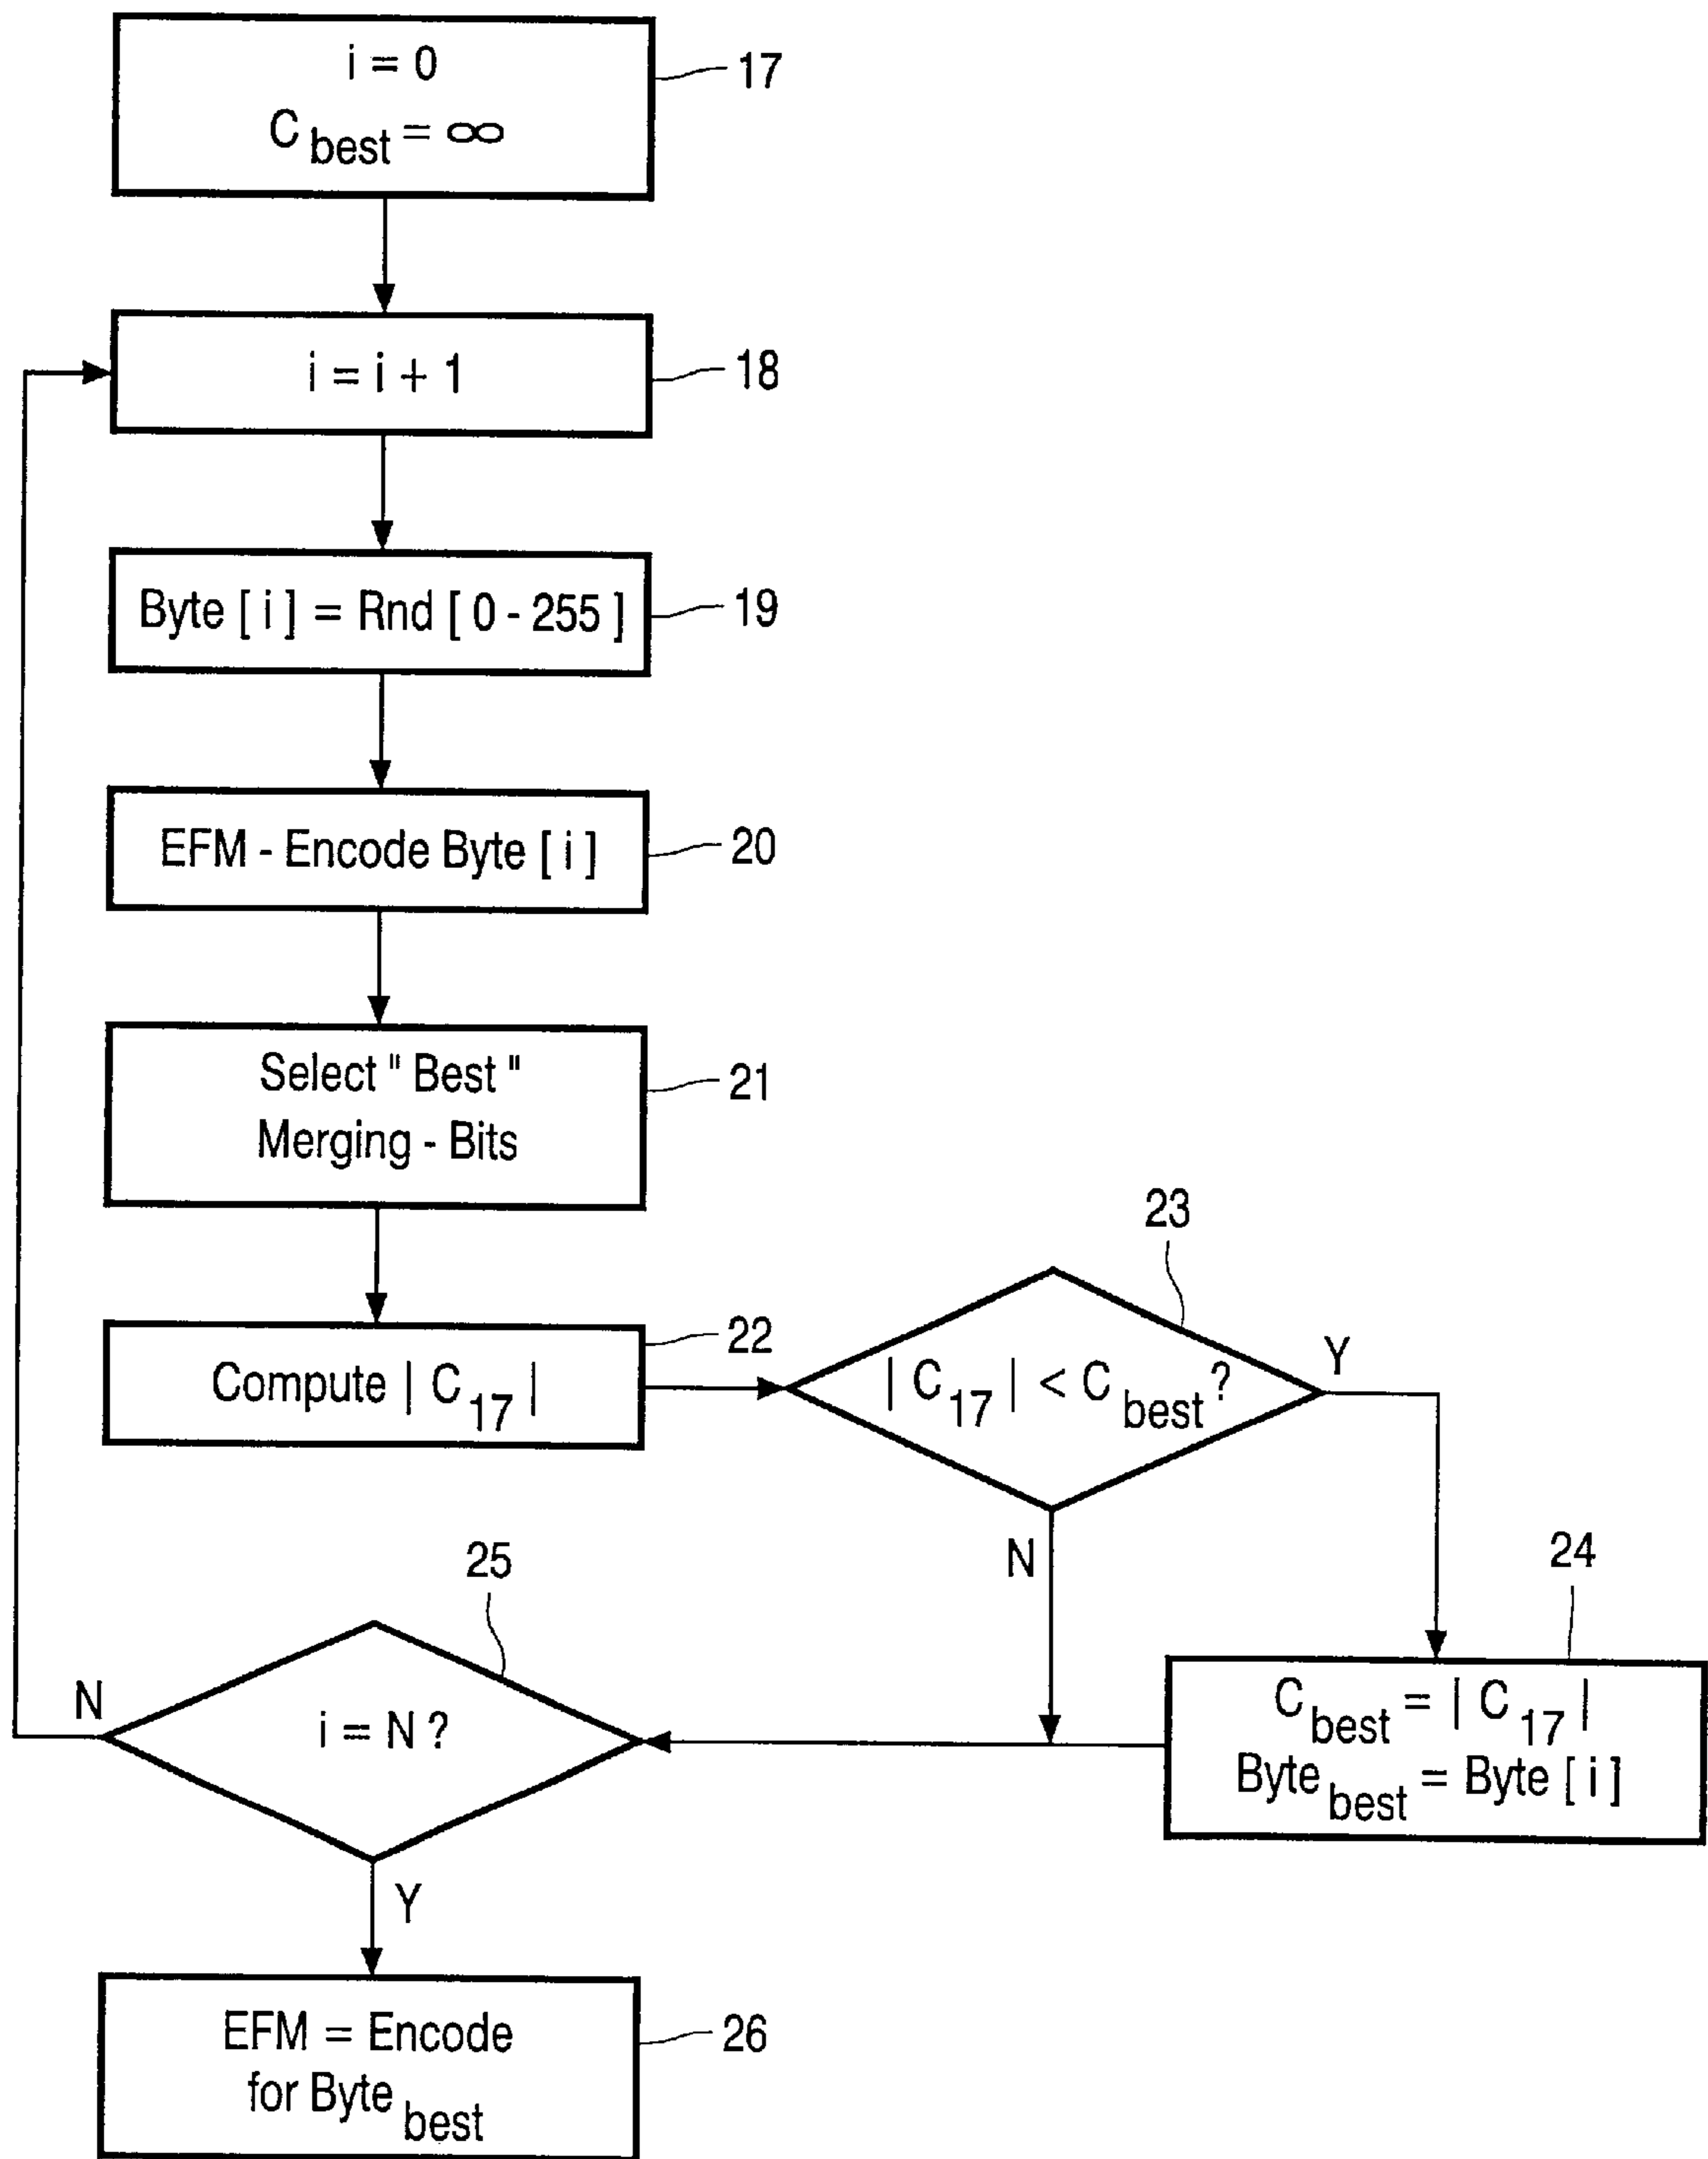 i = 0
C best = ∞
17
i = i + 1
18
Byte [ i ] = Rnd [ 0 - 255 ]
19
EFM - Encode Byte [ i ]
20
Select " Best "
Merging - Bits
21
Compute | C 17 |
22
23
| C 17 | < C best ?
Y
N
24
C best = | C 17 |
Byte best = Byte [ i ]
25
i = N ?
N
Y
EFM = Encode
for Byte best
26